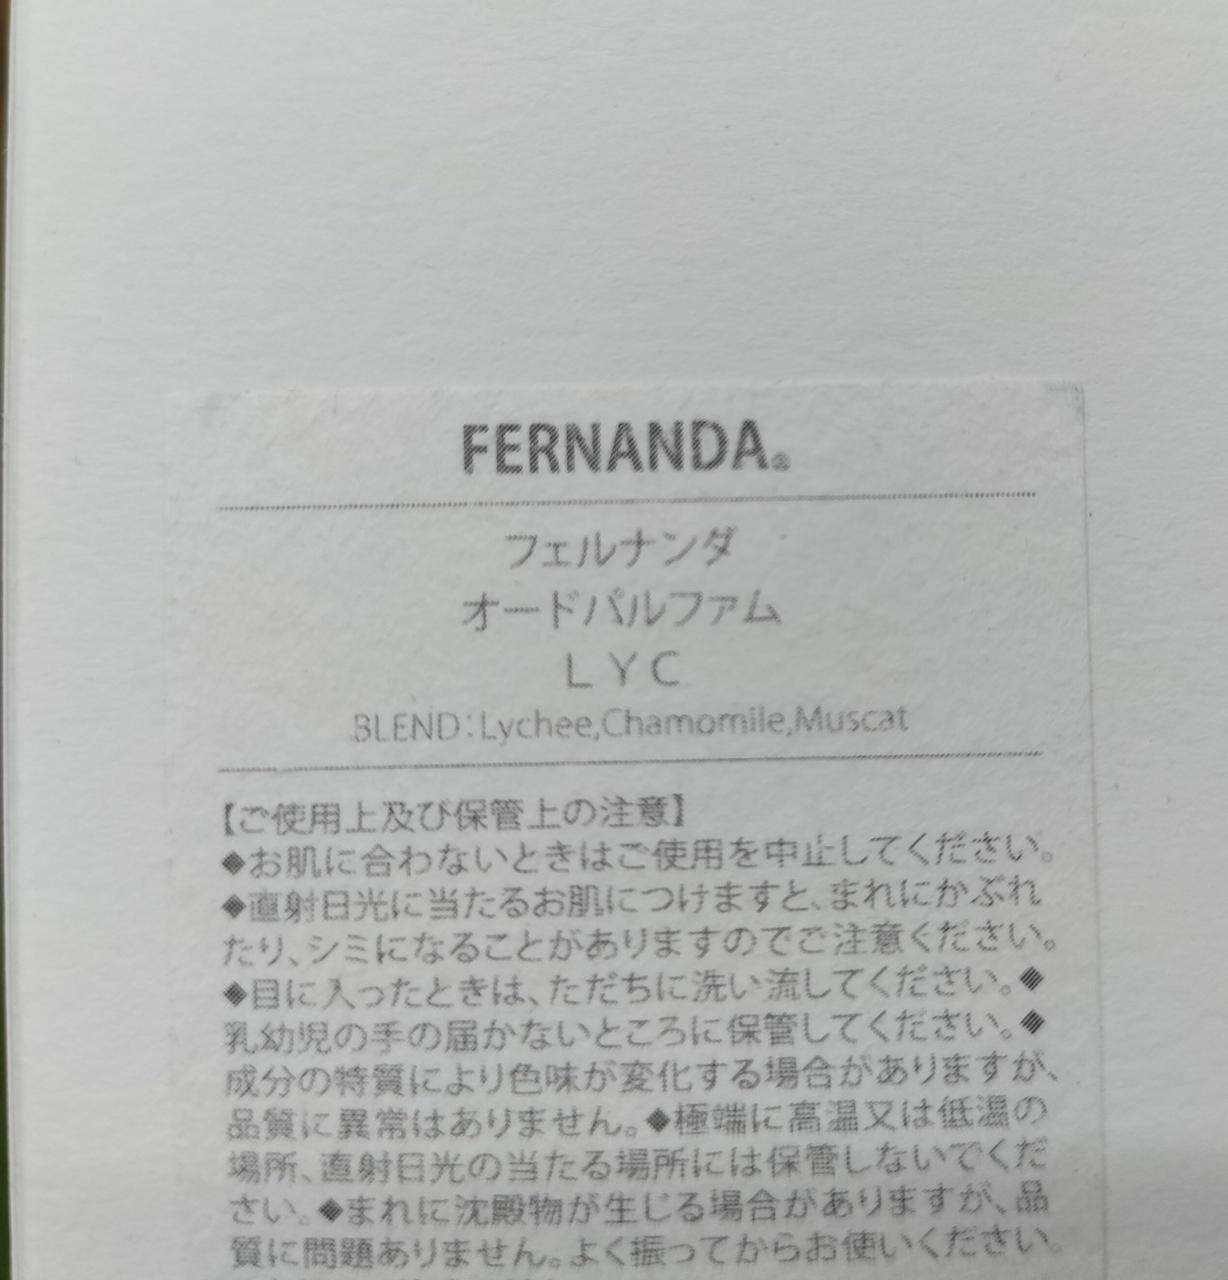 FERNANDA®
フェルナンダ
オードパルファム
LYC
BLEND:Lychee,Chamomile,Muscat
【ご使用上及び保管上の注意】
◆お肌に合わないときはご使用を中止してください。
◆直射日光に当たるお肌につけますと、まれにかぶれ
たり、シミになることがありますのでご注意ください。
◆目に入ったときは、ただちに洗い流してください。◆
乳幼児の手の届かないところに保管してください。◆
成分の特質により色味が変化する場合がありますが、
品質に異常はありません。◆極端に高温又は低温の
場所、直射日光の当たる場所には保管しないでくだ
さい。◆まれに沈殿物が生じる場合がありますが、品
質に問題ありません。よく振ってからお使いください。